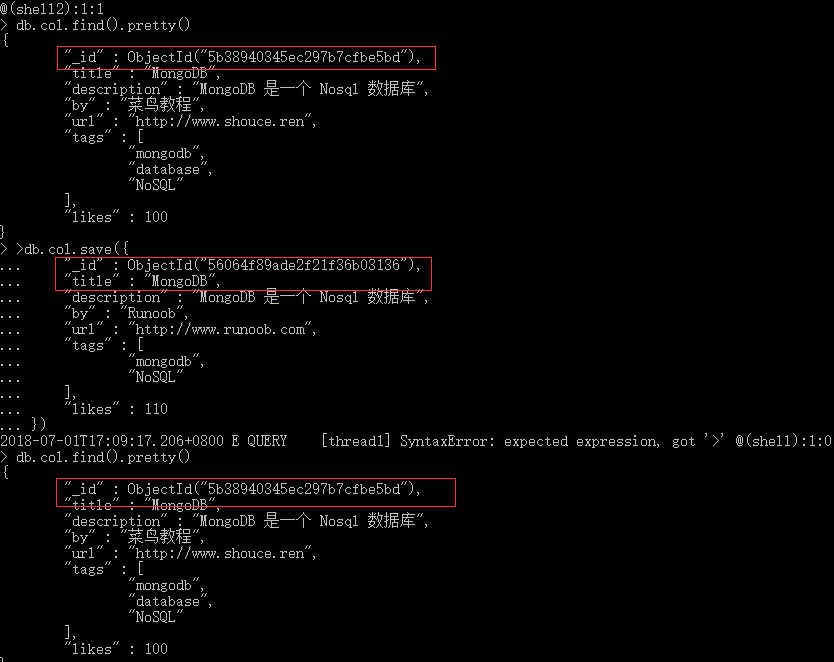 @(shell2):1:1
> db.col.find().pretty()
{
        "_id" : ObjectId("5b38940345ec297b7cfbe5bd"),
        "title" : "MongoDB",
        "description" : "MongoDB 是一个 Nosql 数据库",
        "by" : "菜鸟教程",
        "url" : "http://www.shouce.ren",
        "tags" : [
                "mongodb",
                "database",
                "NoSQL"
        ],
        "likes" : 100
}
> >db.col.save({
...     "_id" : ObjectId("56064f89ade2f21f36b03136"),
...     "title" : "MongoDB",
...     "description" : "MongoDB 是一个 Nosql 数据库",
...     "by" : "Runoob",
...     "url" : "http://www.runoob.com",
...     "tags" : [
...             "mongodb",
...             "NoSQL"
...     ],
...     "likes" : 110
... })
2018-07-01T17:09:17.206+0800 E QUERY    [thread1] SyntaxError: expected expression, got '>' @(shell):1:0
> db.col.find().pretty()
{
        "_id" : ObjectId("5b38940345ec297b7cfbe5bd"),
        "title" : "MongoDB",
        "description" : "MongoDB 是一个 Nosql 数据库",
        "by" : "菜鸟教程",
        "url" : "http://www.shouce.ren",
        "tags" : [
                "mongodb",
                "database",
                "NoSQL"
        ],
        "likes" : 100